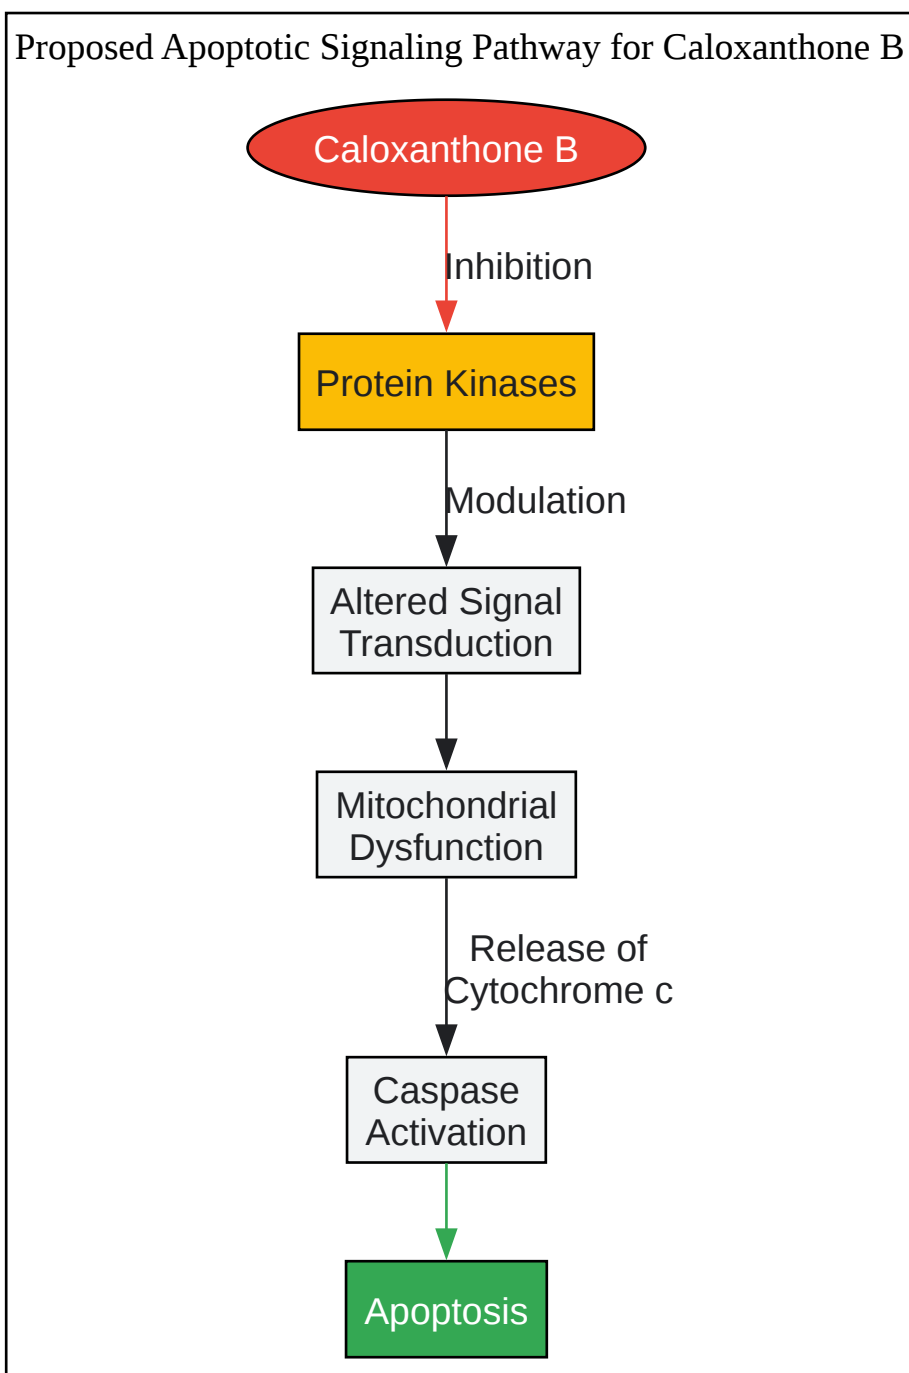 Proposed Apoptotic Signaling Pathway for Caloxanthone B
Caloxanthone B
Inhibition
Protein Kinases
Modulation
Altered Signal
Transduction
Mitochondrial
Dysfunction
Release of
Cytochrome c
Caspase
Activation
Apoptosis